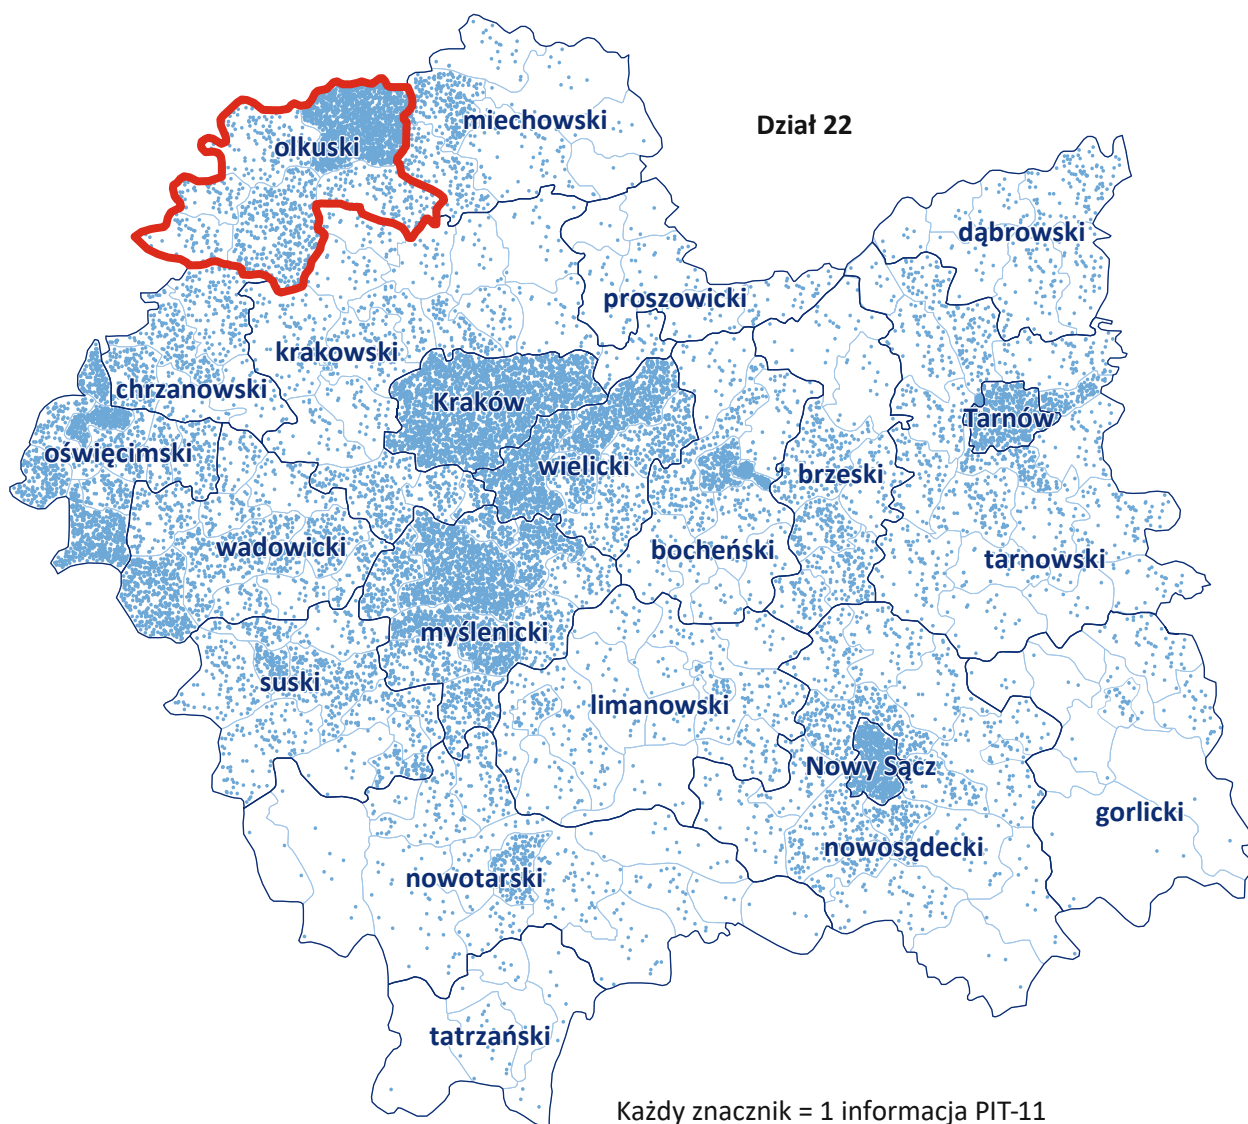 miechowski
Dział 22
olkuski
dąbrowski
proszowicki
krakowski
chrzanowski
Kraków
Tarnów
oświęcimski
wielicki
brzeski
wadowicki
bocheński
tarnowski
myślenicki
suski
limanowski
Nowy Sącz
gorlicki
nowosądecki
nowotarski
tatrzański
Każdy znacznik = 1 informacja PIT-11